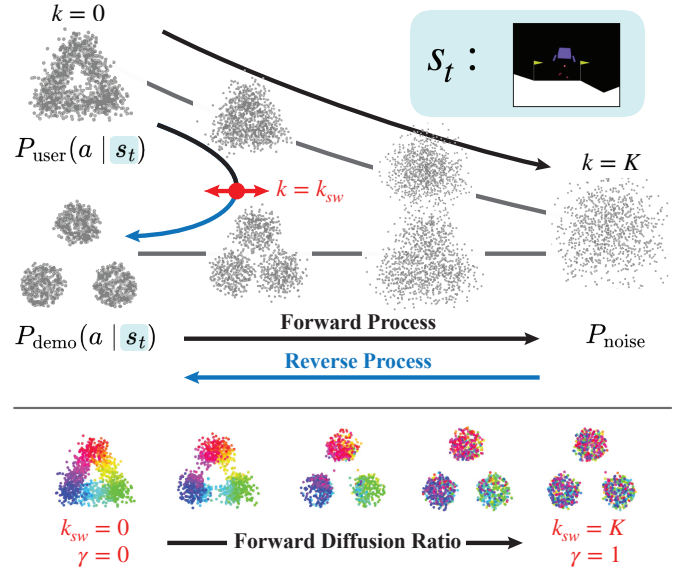 k = 0
s_t :
P_user(a | s_t)
k = K
k = k_sw
Forward Process
P_demo(a | s_t)
P_noise
Reverse Process
k_sw = 0
γ = 0
Forward Diffusion Ratio
k_sw = K
γ = 1